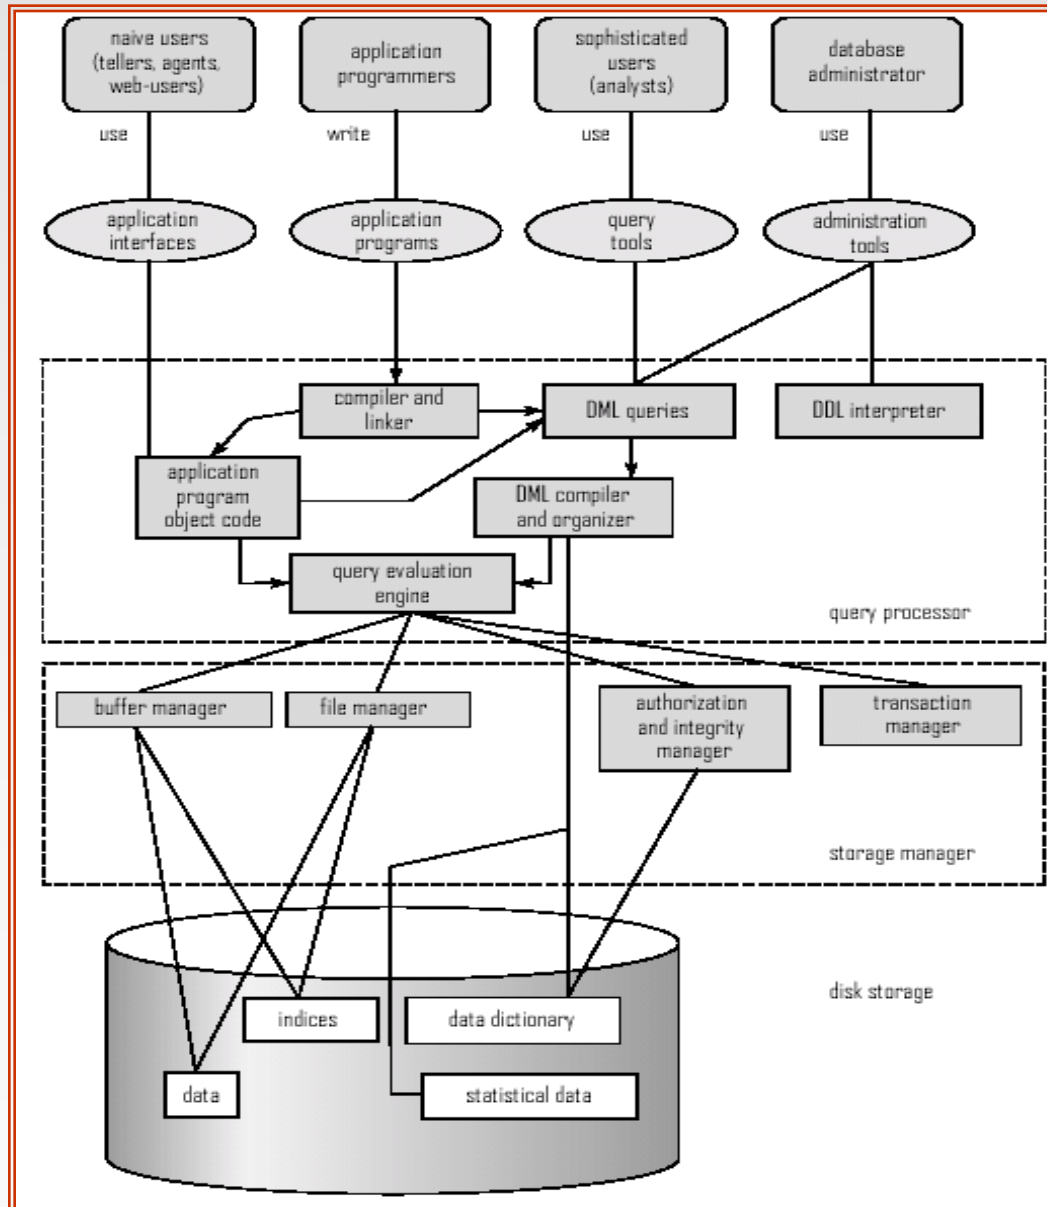 naive users
(tellers, agents,
web-users)
application
programmers
sophisticated
users
(analysts)
database
administrator
use
write
use
use
application
interfaces
application
programs
query
tools
administration
tools
compiler and
linker
DML queries
DDL interpreter
application
program
object code
DML compiler
and organizer
query evaluation
engine
query processor
buffer manager
file manager
authorization
and integrity
manager
transaction
manager
storage manager
disk storage
indices
data dictionary
data
statistical data